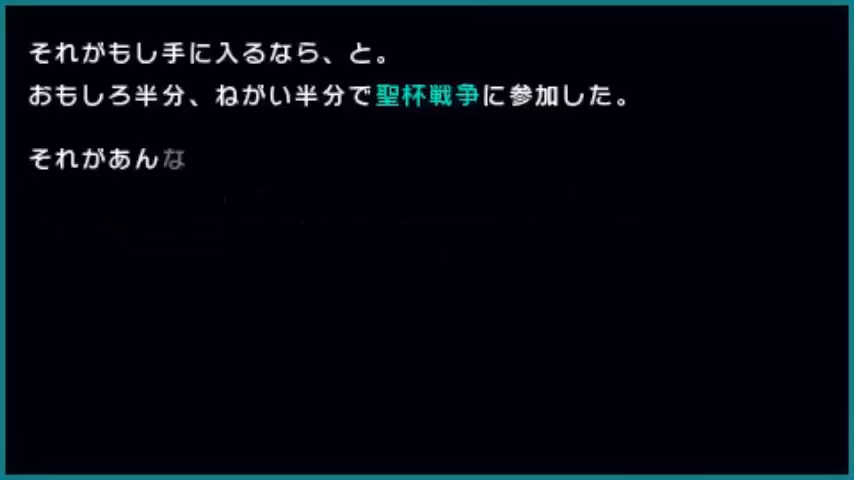 それがもし手に入るなら、と。
おもしろ半分、ねがい半分で聖杯戦争に参加した。
それがあんな